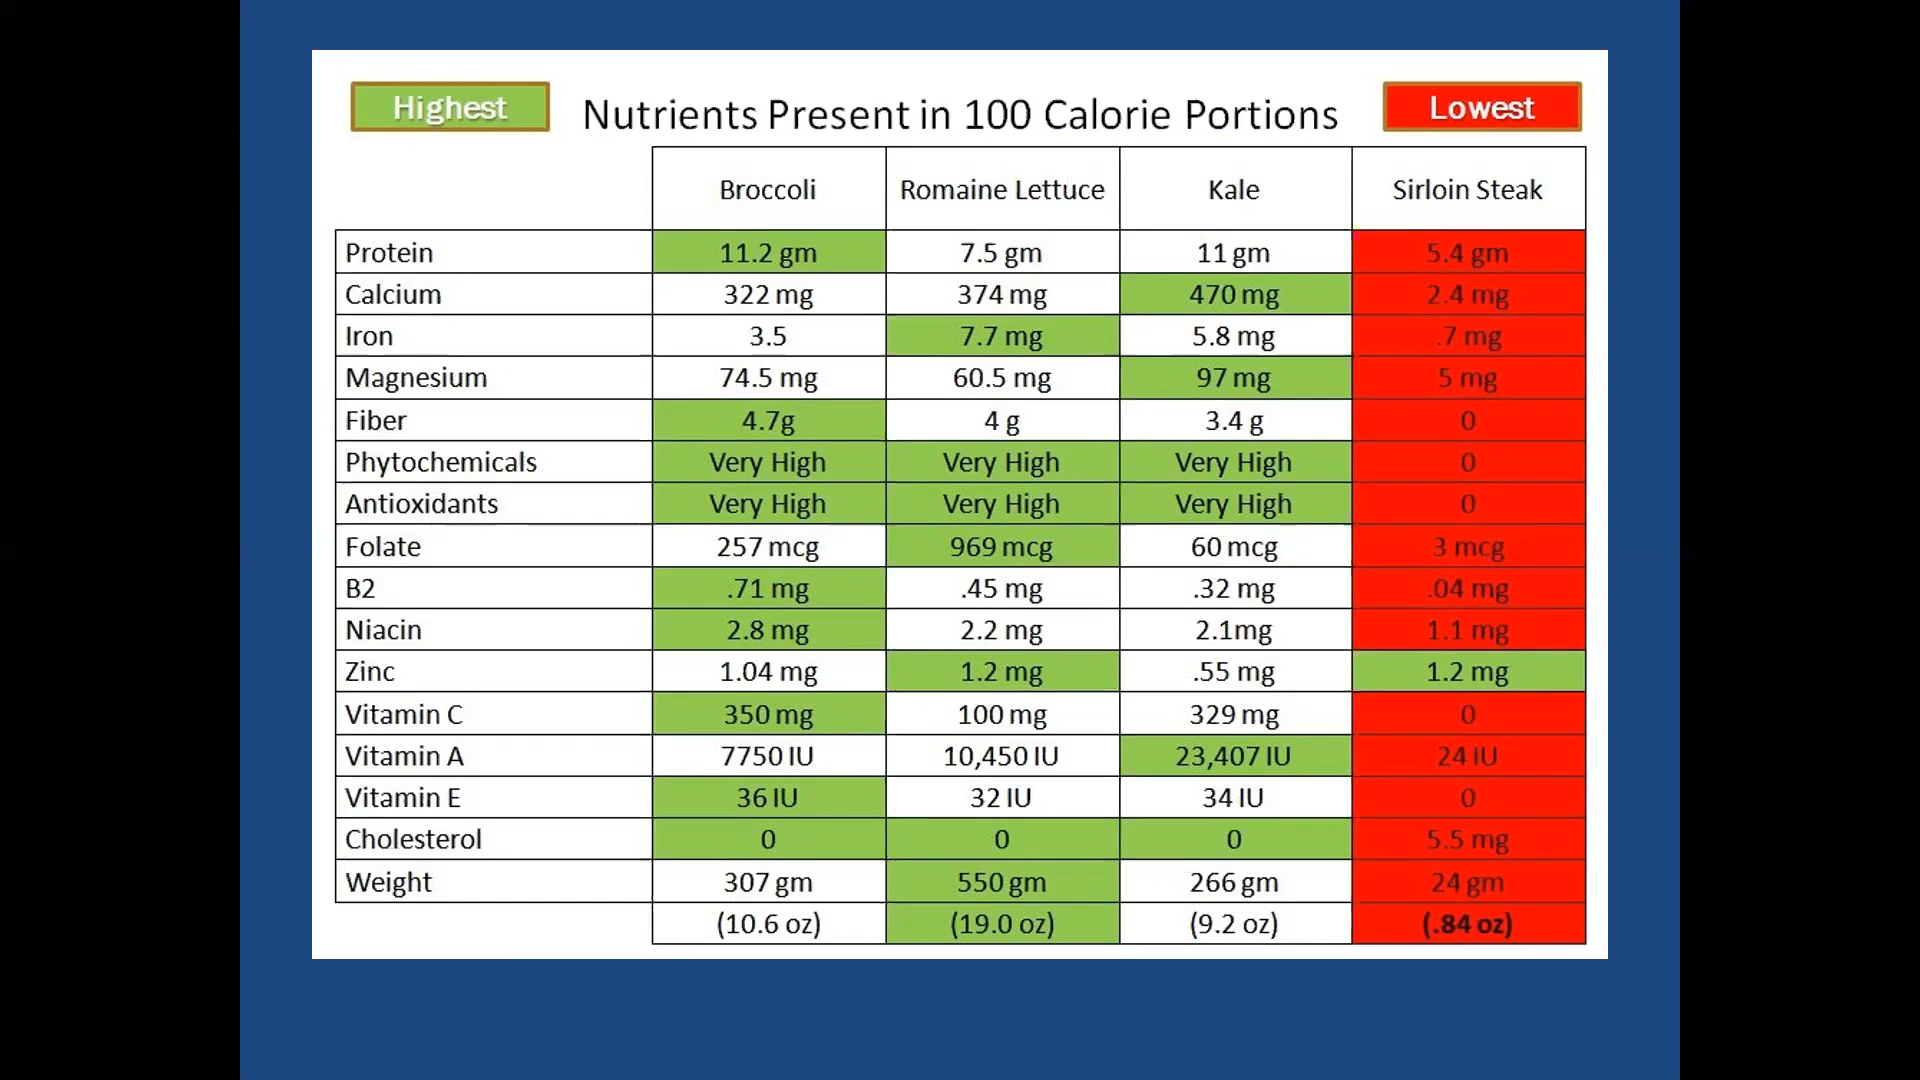 Highest
Nutrients Present in 100 Calorie Portions
Lowest
Broccoli Romaine Lettuce Kale Sirloin Steak
Protein 11.2 gm 7.5 gm 11 gm 5.4 gm
Calcium 322 mg 374 mg 470 mg 2.4 mg
Iron 3.5 7.7 mg 5.8 mg .7 mg
Magnesium 74.5 mg 60.5 mg 97 mg 5 mg
Fiber 4.7g 4 g 3.4 g 0
Phytochemicals Very High Very High Very High 0
Antioxidants Very High Very High Very High 0
Folate 257 mcg 969 mcg 60 mcg 3 mcg
B2 .71 mg .45 mg .32 mg .04 mg
Niacin 2.8 mg 2.2 mg 2.1mg 1.1 mg
Zinc 1.04 mg 1.2 mg .55 mg 1.2 mg
Vitamin C 350 mg 100 mg 329 mg 0
Vitamin A 7750 IU 10,450 IU 23,407 IU 24 IU
Vitamin E 36 IU 32 IU 34 IU 0
Cholesterol 0 0 0 5.5 mg
Weight 307 gm 550 gm 266 gm 24 gm
(10.6 oz) (19.0 oz) (9.2 oz) (.84 oz)